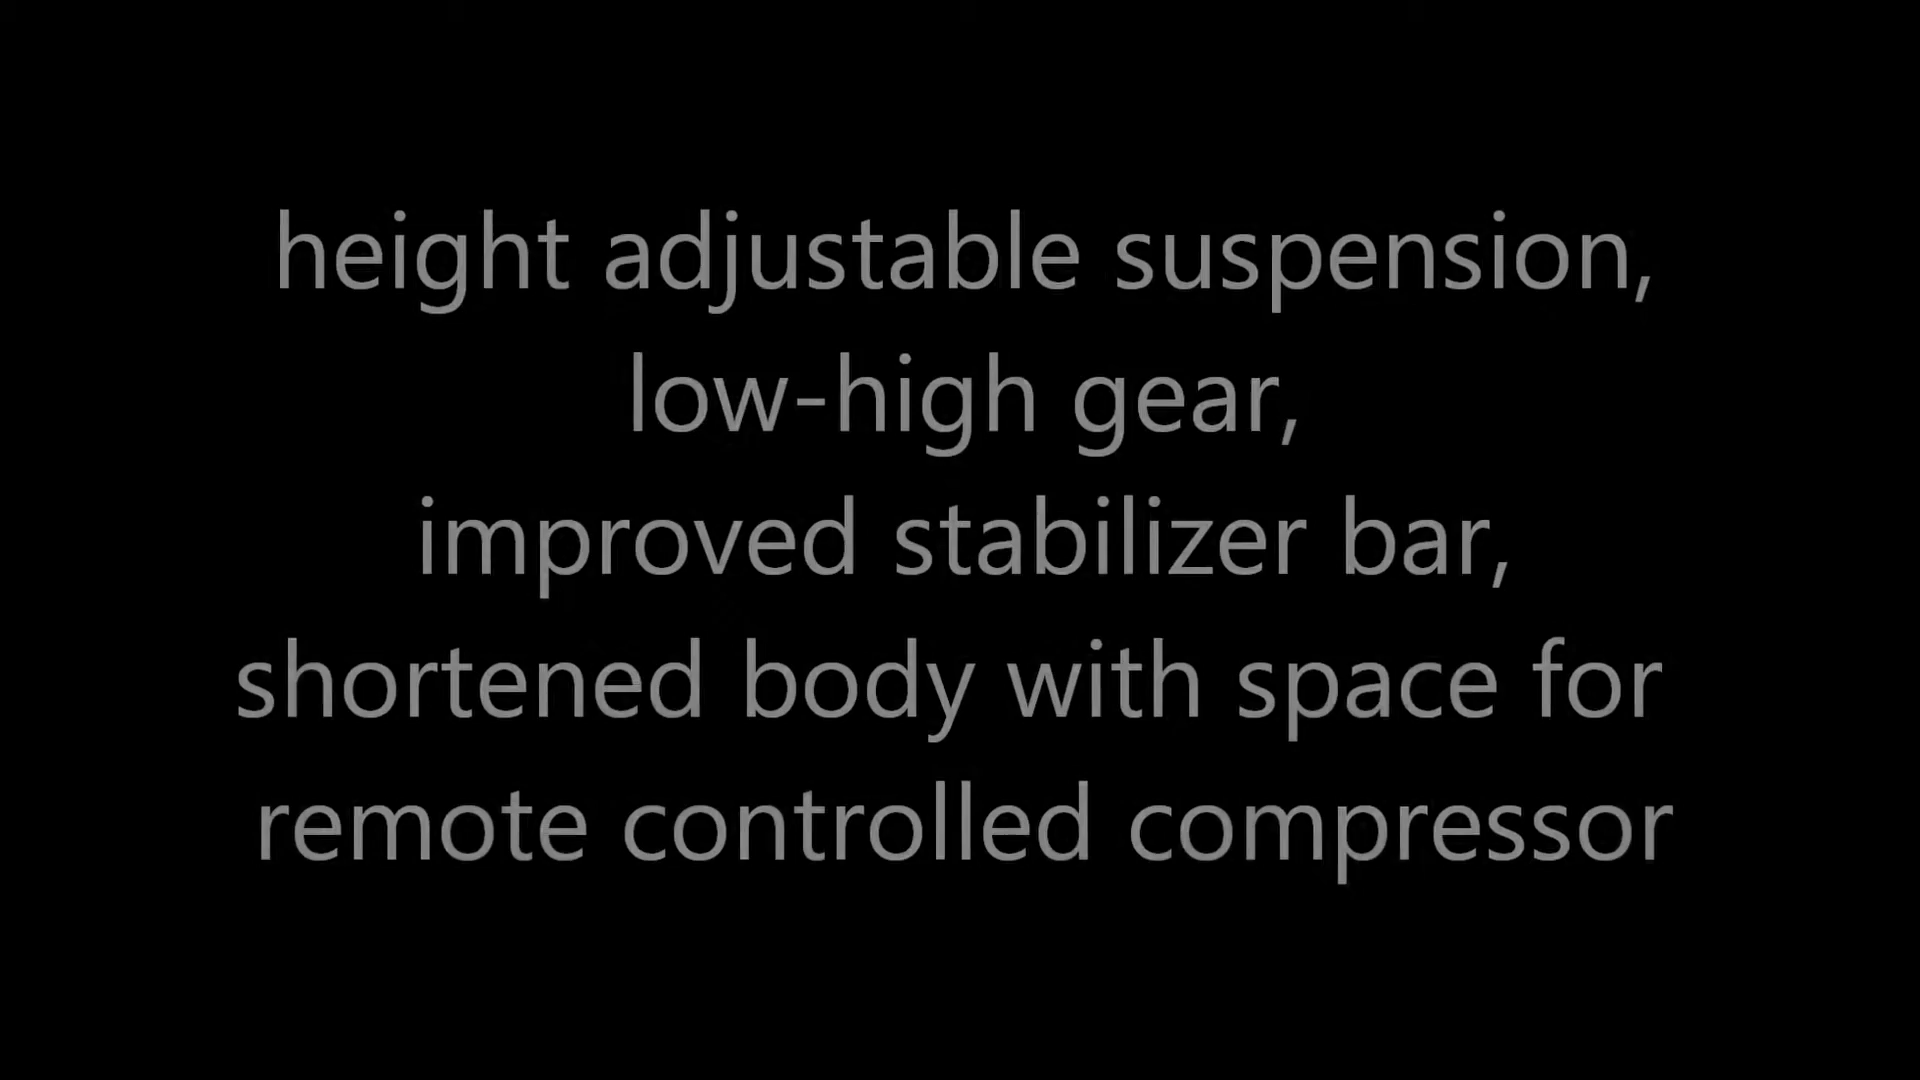 height adjustable suspension,
low-high gear,
improved stabilizer bar,
shortened body with space for
remote controlled compressor